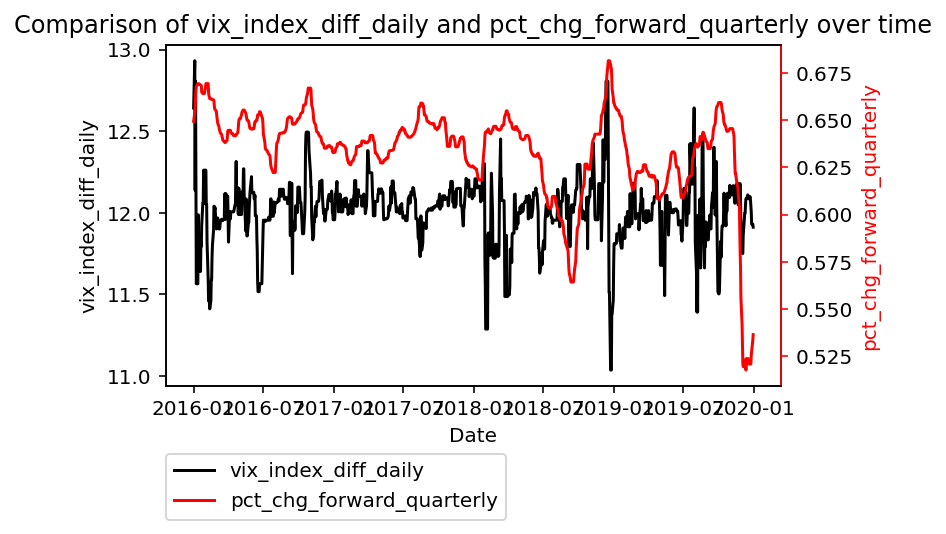 Comparison of vix_index_diff_daily and pct_chg_forward_quarterly over time
13.0
12.5
12.0
11.5
11.0
vix_index_diff_daily
0.675
0.650
0.625
0.600
0.575
0.550
0.525
pct_chg_forward_quarterly
2016-01 2016-07 2017-01 2017-07 2018-01 2018-07 2019-01 2019-07 2020-01
Date
vix_index_diff_daily
pct_chg_forward_quarterly